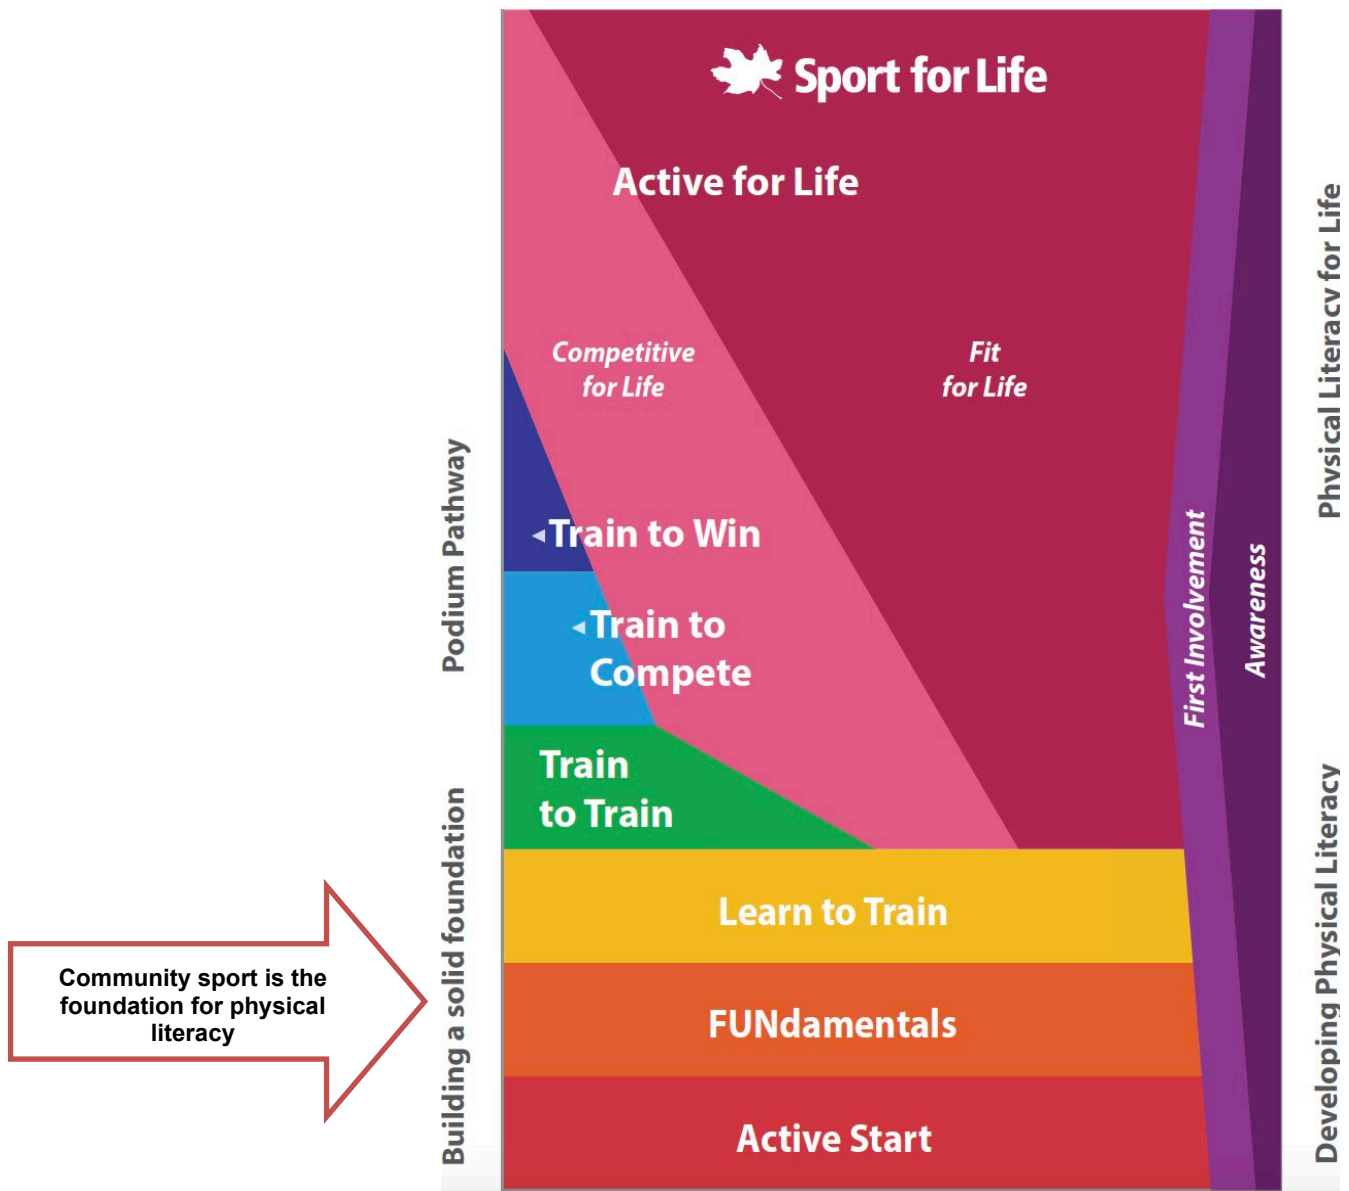 Sport for Life
Active for Life
Competitive
for Life
Fit
for Life
Train to Win
Train to
Compete
Train
to Train
Learn to Train
FUNdamentals
Active Start
First Involvement
Awareness
Podium Pathway
Building a solid foundation
Physical Literacy for Life
Developing Physical Literacy
Community sport is the
foundation for physical
literacy